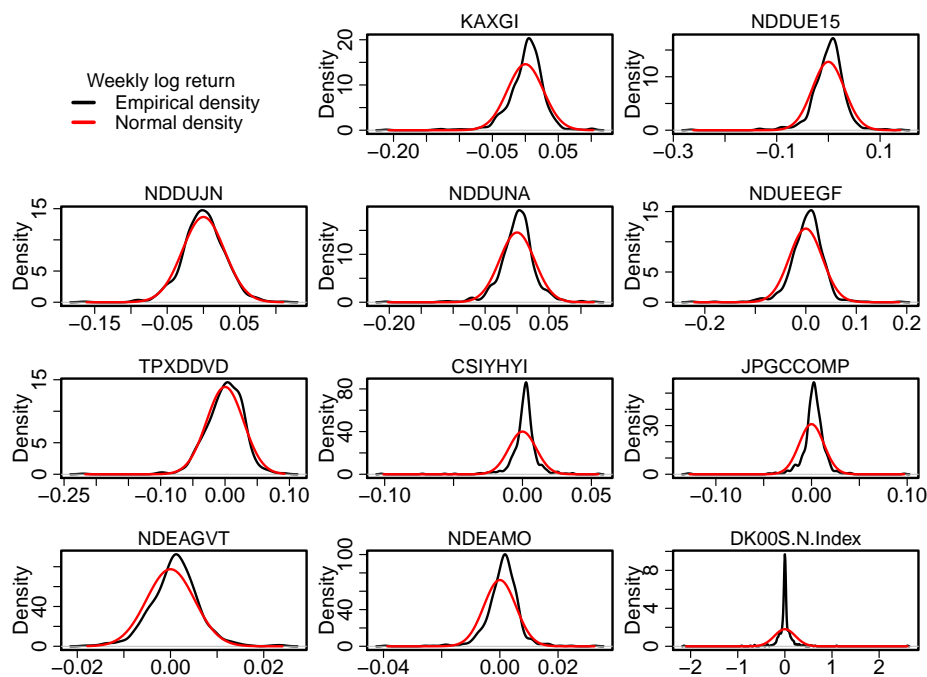 KAXGI
NDDUE15
Weekly log return
Empirical density
Normal density
Density
0 10 20
−0.20 −0.05 0.05
Density
0 10
−0.3 −0.1 0.1
NDDUJN
NDDUNA
NDUEEGF
Density
0 5 15
−0.15 −0.05 0.05
Density
0 10
−0.20 −0.05 0.05
Density
0 5 15
−0.2 0.0 0.1 0.2
TPXDDVD
CSIYHYI
JPGCCOMP
Density
0 5 15
−0.25 0.00 0.10
Density
0 40 80
−0.10 0.00 0.05
Density
0 30
−0.10 0.00 0.10
NDEAGVT
NDEAMO
DK00S.N.Index
Density
0 40
−0.02 0.00 0.02
Density
0 40 100
−0.04 0.00 0.02
Density
0 4 8
−2 −1 0 1 2